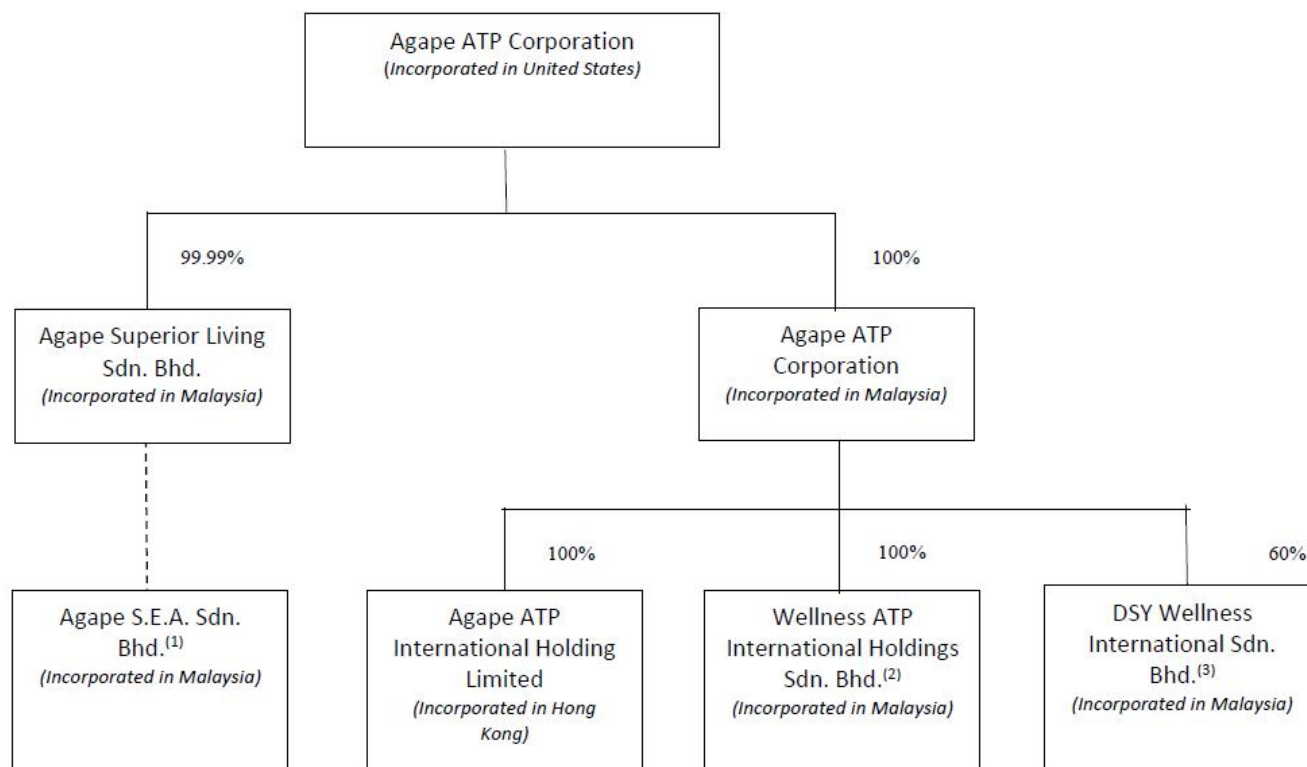 Agape ATP Corporation
(Incorporated in United States)
99.99%
100%
Agape Superior Living
Sdn. Bhd.
(Incorporated in Malaysia)
Agape ATP
Corporation
(Incorporated in Malaysia)
100%
100%
60%
Agape S.E.A. Sdn.
Bhd.(1)
(Incorporated in Malaysia)
Agape ATP
International Holding
Limited
(Incorporated in Hong
Kong)
Wellness ATP
International Holdings
Sdn. Bhd.(2)
(Incorporated in Malaysia)
DSY Wellness
International Sdn.
Bhd.(3)
(Incorporated in Malaysia)